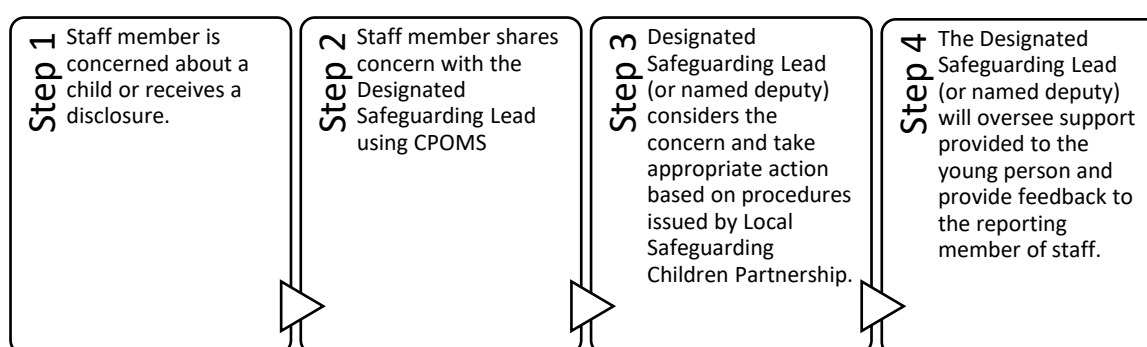 Step 1
Staff member is
concerned about a
child or receives a
disclosure.
Step 2
Staff member shares
concern with the
Designated
Safeguarding Lead
using CPOMS
Step 3
Designated
Safeguarding Lead
(or named deputy)
considers the
concern and take
appropriate action
based on procedures
issued by Local
Safeguarding
Children Partnership.
Step 4
The Designated
Safeguarding Lead
(or named deputy)
will oversee support
provided to the
young person and
provide feedback to
the reporting
member of staff.